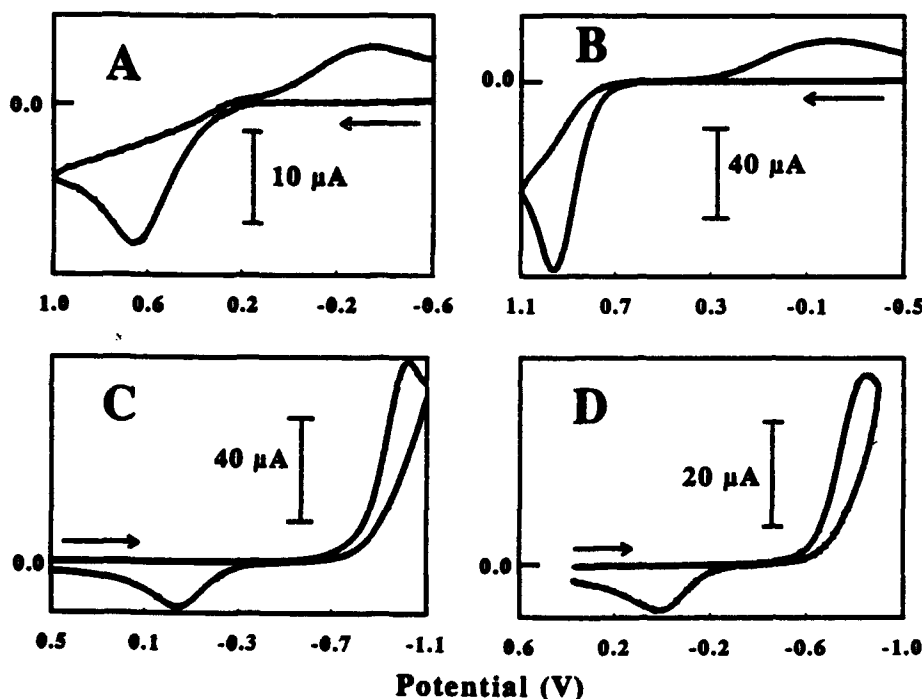 A
0.0
10 μA
1.0 0.6 0.2 -0.2 -0.6
B
0.0
40 μA
1.1 0.7 0.3 -0.1 -0.5
C
40 μA
0.0
0.5 0.1 -0.3 -0.7 -1.1
D
20 μA
0.0
0.6 0.2 -0.2 -0.6 -1.0
Potential (V)